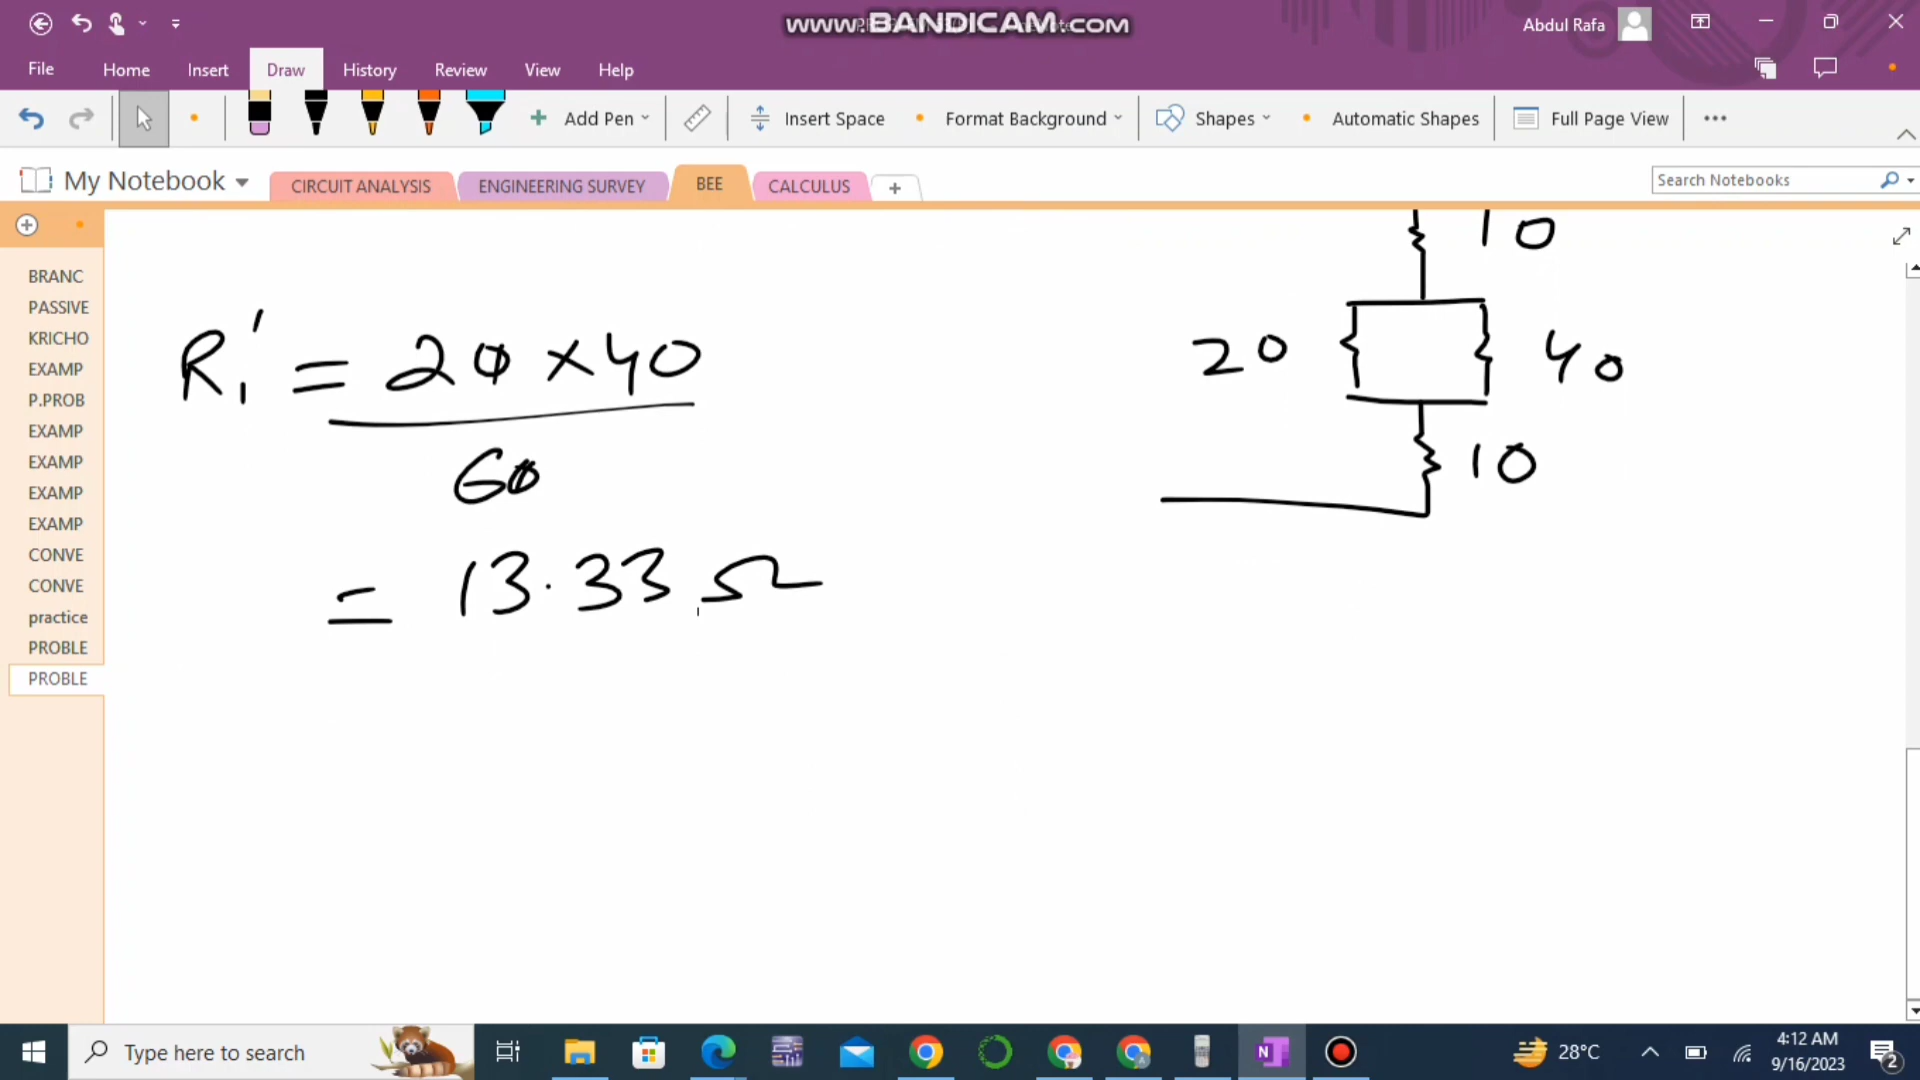 www.BANDICAM.com
Abdul Rafa
File Home Insert Draw History Review View Help
Add Pen Insert Space Format Background Shapes Automatic Shapes Full Page View
My Notebook CIRCUIT ANALYSIS ENGINEERING SURVEY BEE CALCULUS Search Notebooks
BRANC
PASSIVE
KRICHO
EXAMP
P.PROB
EXAMP
EXAMP
EXAMP
EXAMP
CONVE
CONVE
practice
PROBLE
PROBLE
R₁' = 20 × 40
60
= 13.33 Ω
10
20 40
10
Type here to search
28°C
4:12 AM
9/16/2023
2